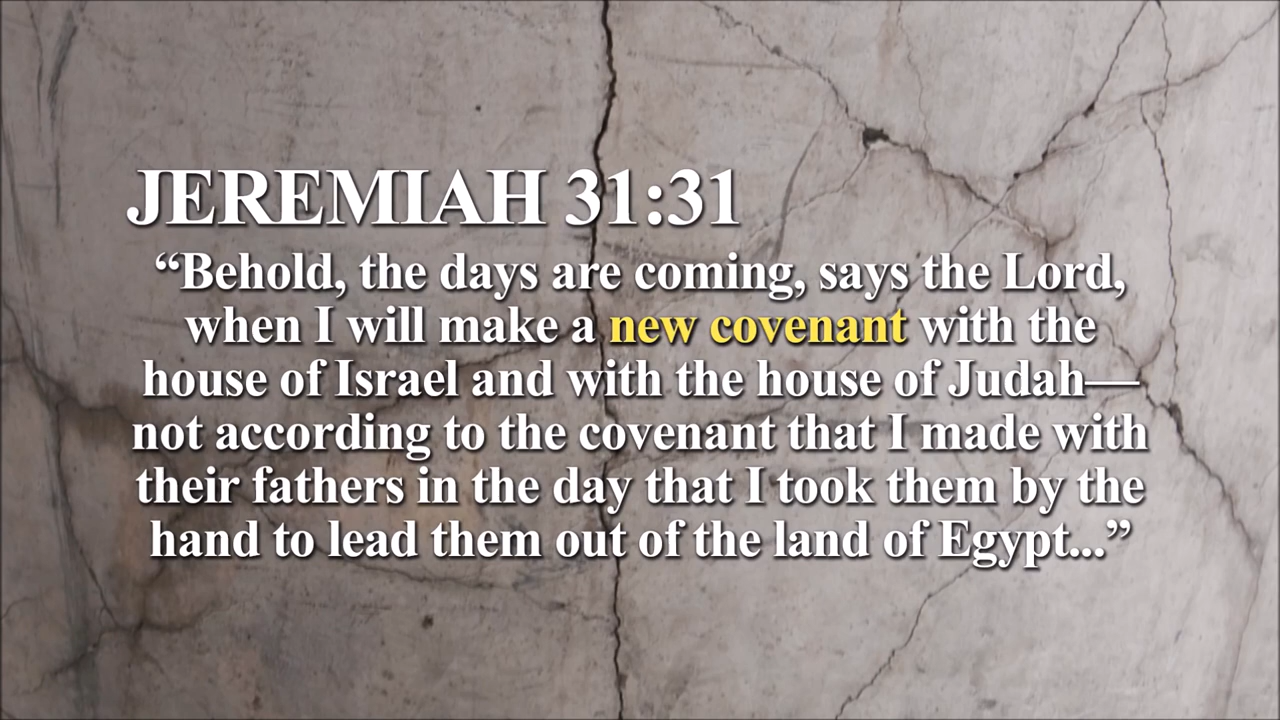 JEREMIAH 31:31
“Behold, the days are coming, says the Lord,
when I will make a new covenant with the
house of Israel and with the house of Judah—
not according to the covenant that I made with
their fathers in the day that I took them by the
hand to lead them out of the land of Egypt...”